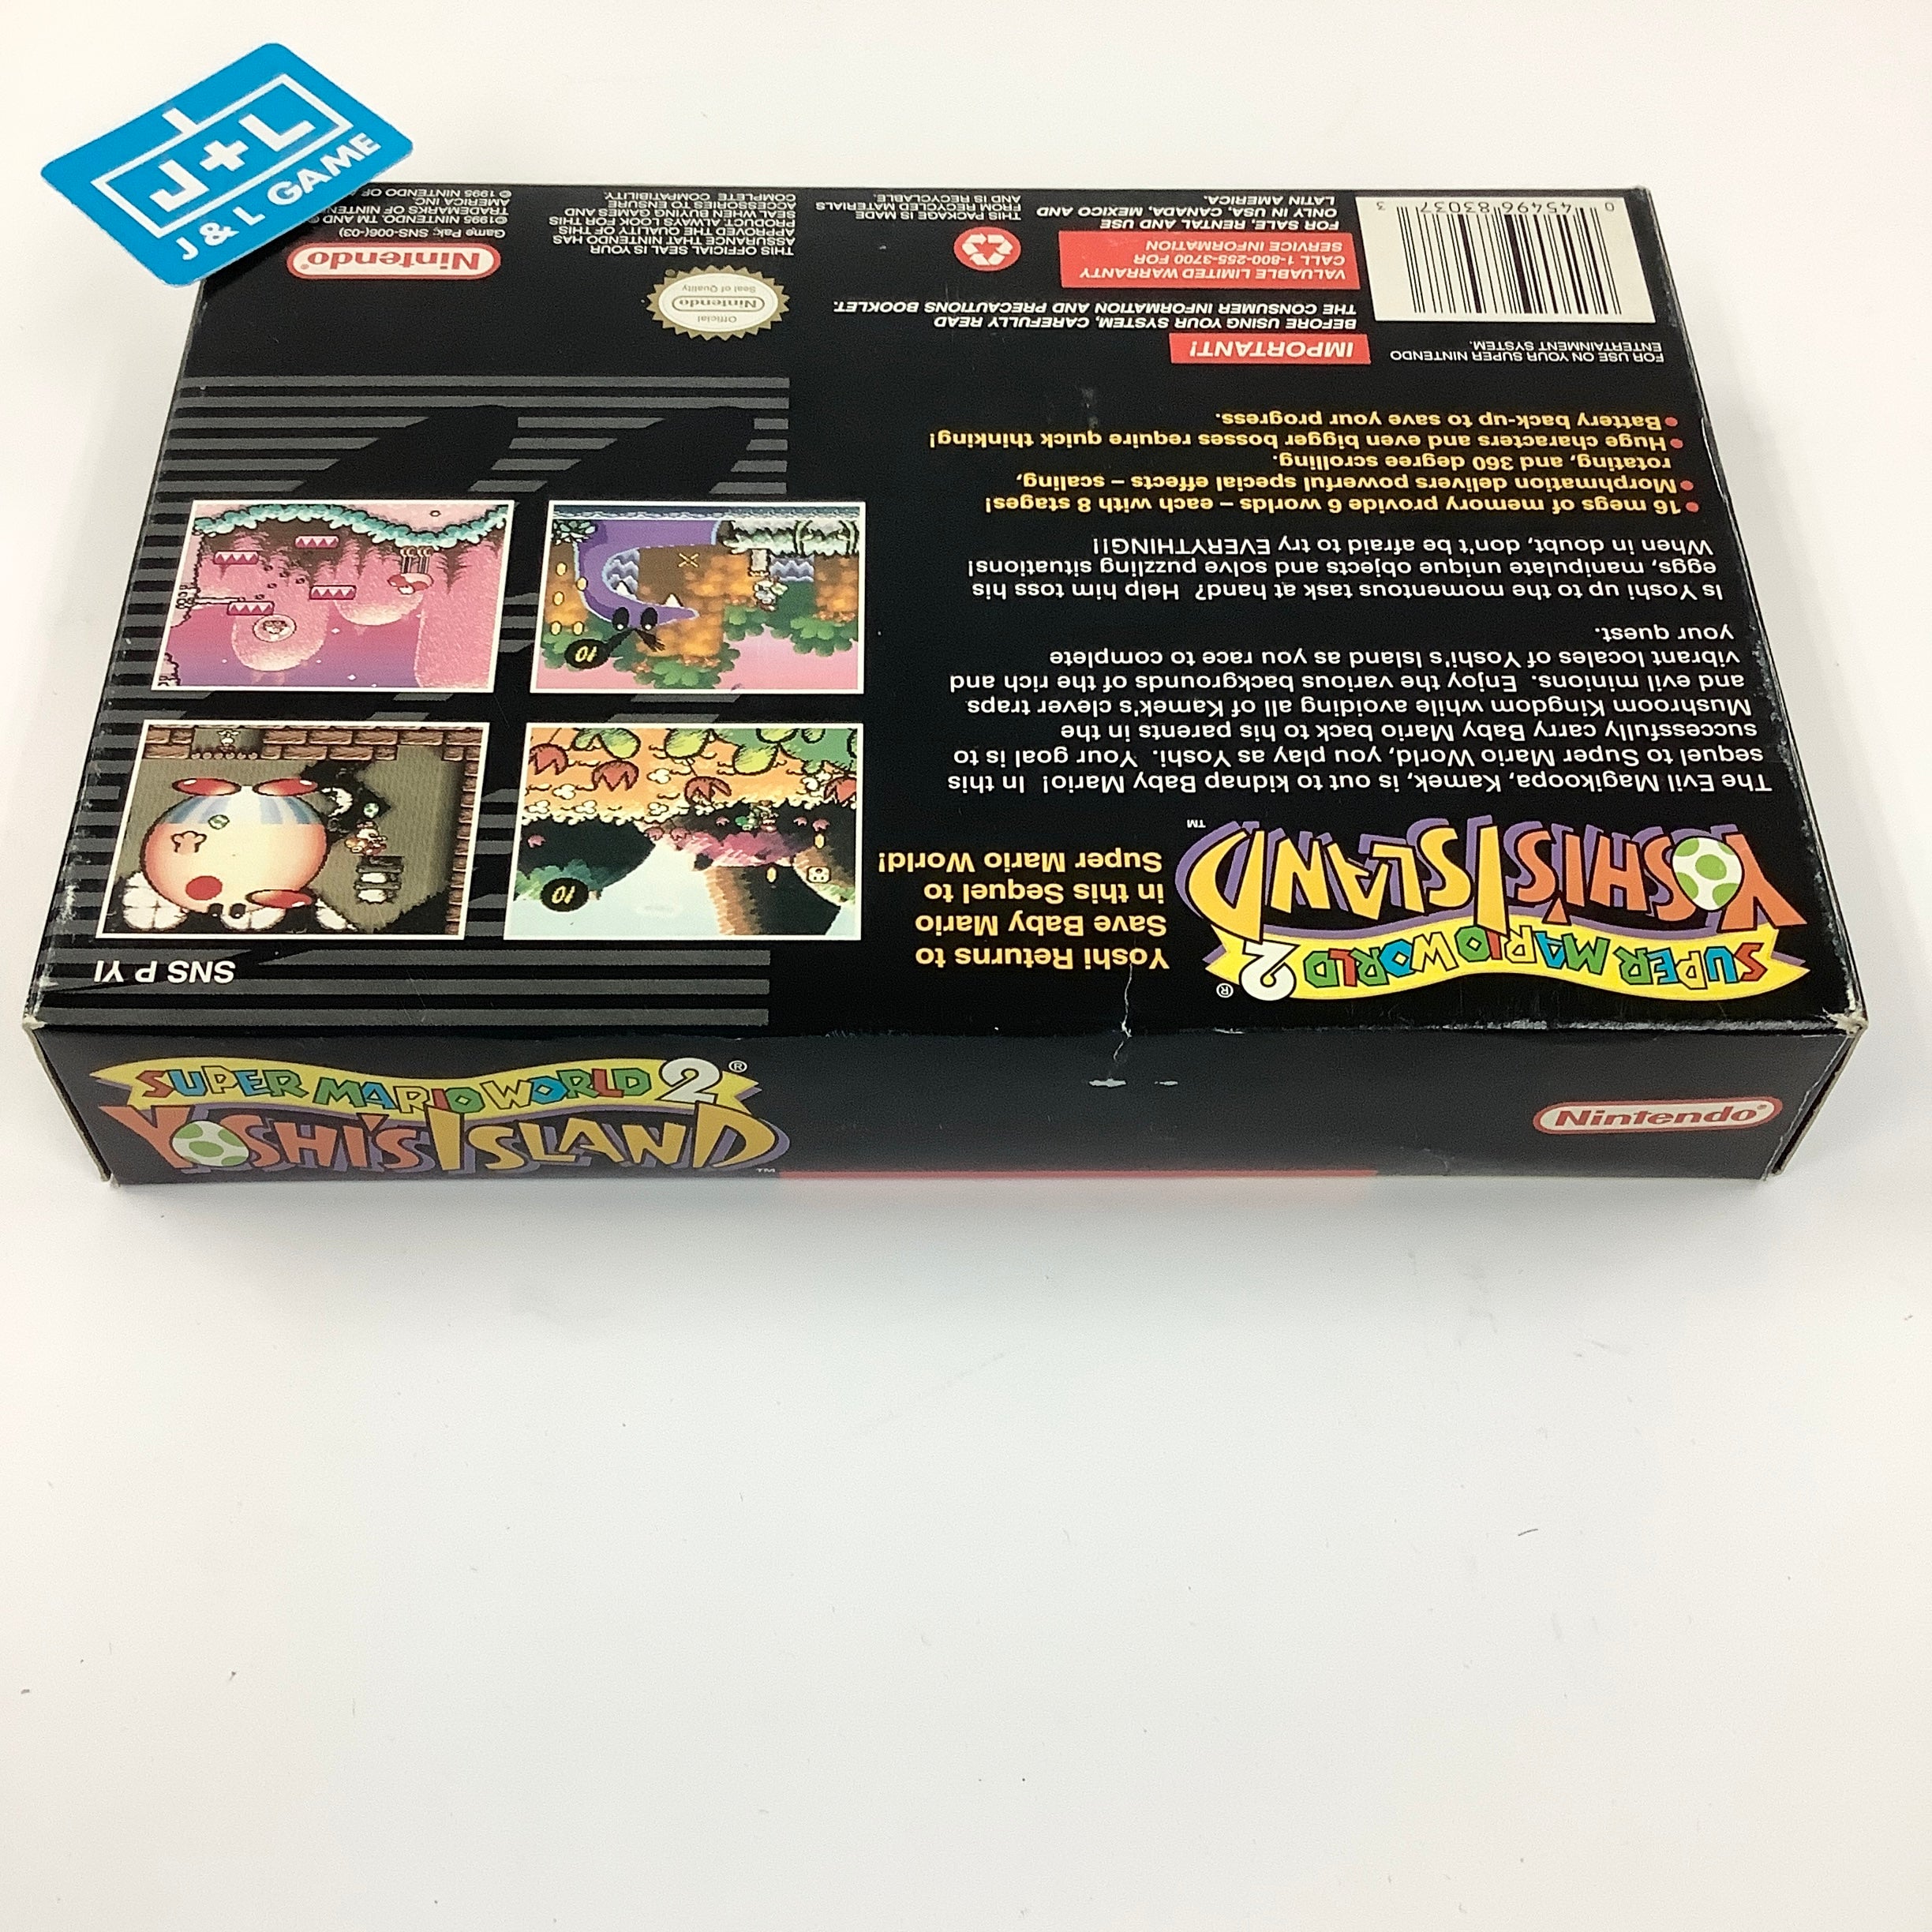 J+L
J & L GAME
SUPER MARIO WORLD 2®
YOSHI'S ISLAND™
Yoshi Returns to
Save Baby Mario
in this Sequel to
Super Mario World!
SNS P YI
The Evil Magikoopa, Kamek, is out to kidnap Baby Mario! In this
sequel to Super Mario World, you play as Yoshi. Your goal is to
successfully carry Baby Mario back to his parents in the
Mushroom Kingdom while avoiding all of Kamek's clever traps
and evil minions. Enjoy the various backgrounds of the rich and
vibrant locales of Yoshi's Island as you race to complete
your quest.
Is Yoshi up to the momentous task at hand? Help him toss his
eggs, manipulate unique objects and solve puzzling situations!
When in doubt, don't be afraid to try EVERYTHING!!
• 16 megs of memory provide 6 worlds – each with 8 stages!
• Morphmation delivers powerful special effects – scaling,
rotating, and 360 degree scrolling.
• Huge characters and even bigger bosses require quick thinking!
• Battery back-up to save your progress.
10
10
FOR USE ON YOUR SUPER NINTENDO
ENTERTAINMENT SYSTEM.
0 45496 83037 3
IMPORTANT!
BEFORE USING YOUR SYSTEM, CAREFULLY READ
THE CONSUMER INFORMATION AND PRECAUTIONS BOOKLET.
VALUABLE LIMITED WARRANTY
CALL 1-800-255-3700 FOR
SERVICE INFORMATION
FOR SALE, RENTAL AND USE
ONLY IN USA, CANADA, MEXICO AND
LATIN AMERICA.
THIS PACKAGE IS MADE
FROM RECYCLED MATERIALS
AND IS RECYCLABLE.
Official
Nintendo
Seal of Quality
THIS OFFICIAL SEAL IS YOUR
ASSURANCE THAT NINTENDO HAS
APPROVED THE QUALITY OF THIS
PRODUCT. ALWAYS LOOK FOR THIS
SEAL WHEN BUYING GAMES AND
ACCESSORIES TO ENSURE
COMPLETE COMPATIBILITY.
Nintendo®
Game Pak: SNS-006(-03)
©1995 NINTENDO. TM AND ®
TRADEMARKS OF NINTEN
AMERICA INC.
© 1995 NINTENDO OF
SUPER MARIO WORLD 2®
YOSHI'S ISLAND™
Nintendo®